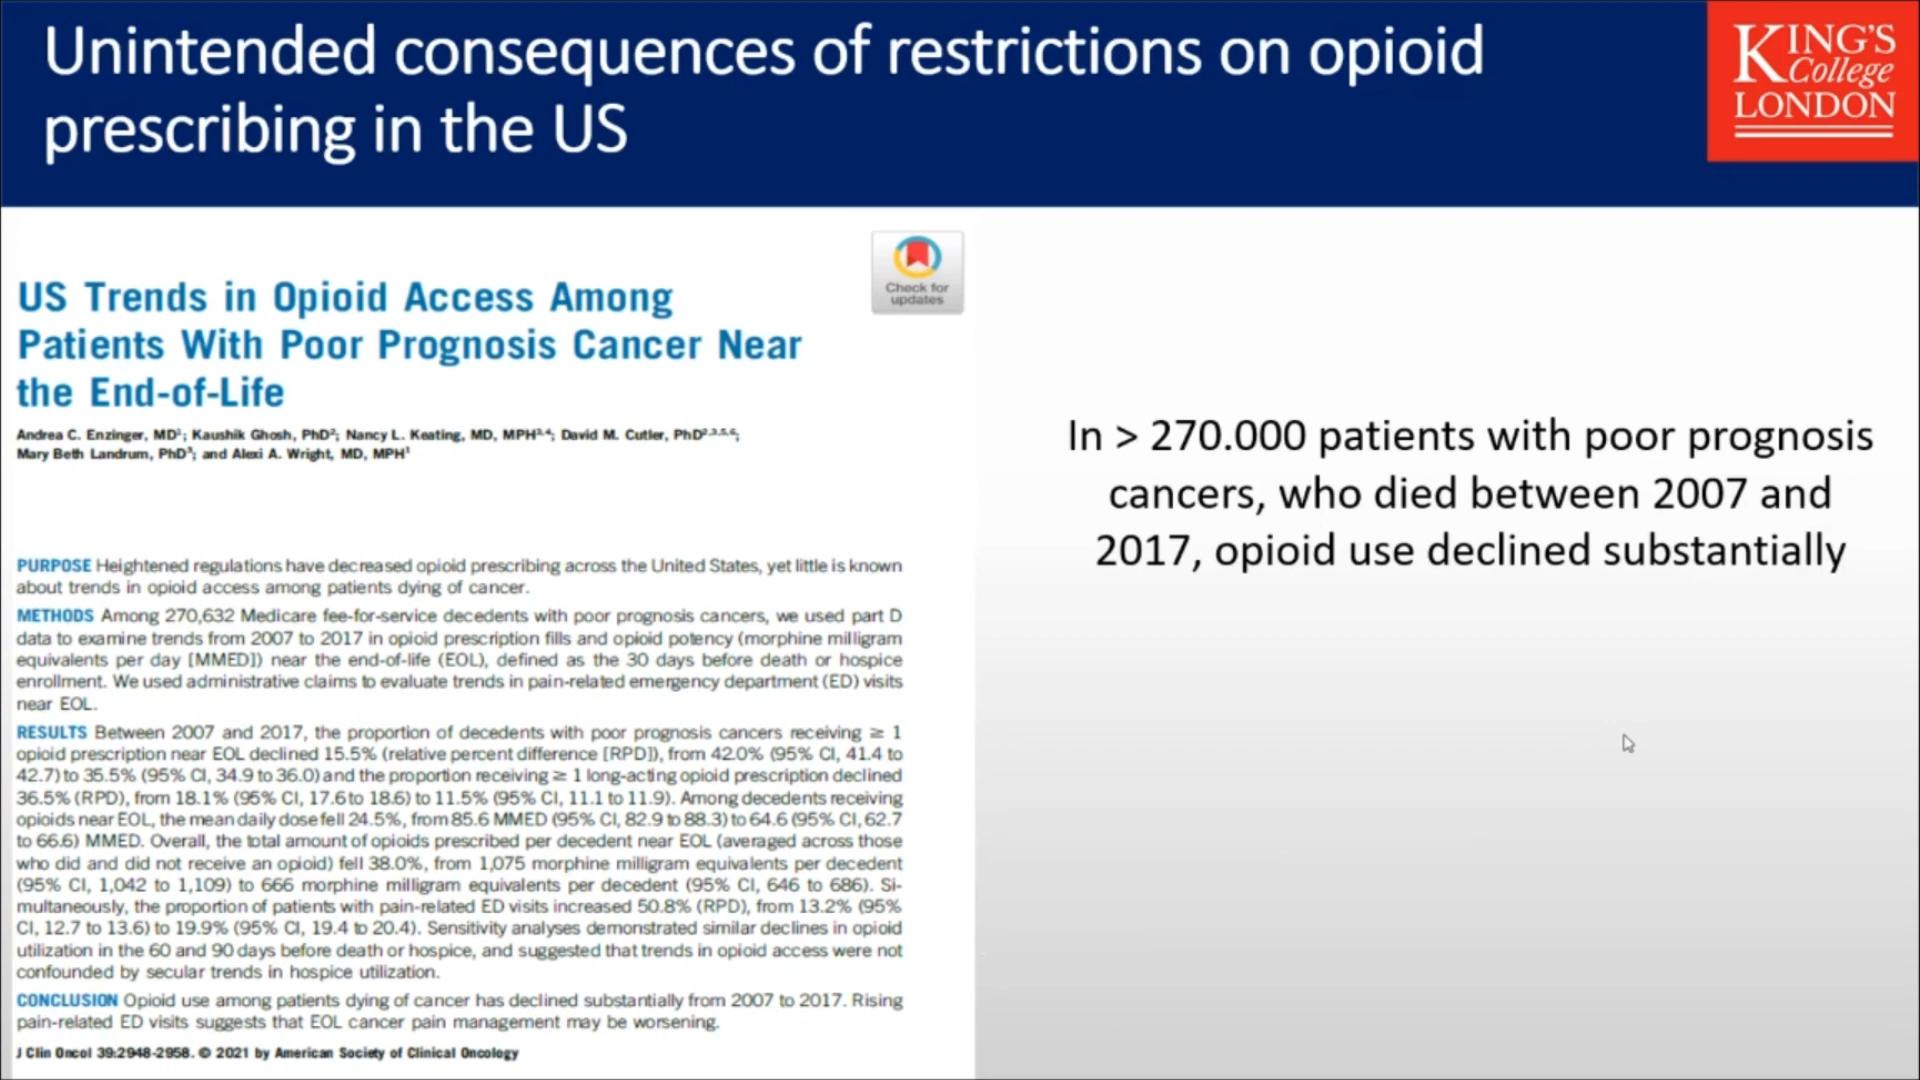 Unintended consequences of restrictions on opioid
prescribing in the US
KING'S
College
LONDON
Check for
updates
US Trends in Opioid Access Among
Patients With Poor Prognosis Cancer Near
the End-of-Life
Andrea C. Enzinger, MD¹; Kaushik Ghosh, PhD²; Nancy L. Keating, MD, MPH³,⁴; David M. Cutler, PhD²,³,⁵,⁶;
Mary Beth Landrum, PhD³; and Alexi A. Wright, MD, MPH¹
In > 270.000 patients with poor prognosis
cancers, who died between 2007 and
2017, opioid use declined substantially
PURPOSE Heightened regulations have decreased opioid prescribing across the United States, yet little is known
about trends in opioid access among patients dying of cancer.
METHODS Among 270,632 Medicare fee-for-service decedents with poor prognosis cancers, we used part D
data to examine trends from 2007 to 2017 in opioid prescription fills and opioid potency (morphine milligram
equivalents per day [MMED]) near the end-of-life (EOL), defined as the 30 days before death or hospice
enrollment. We used administrative claims to evaluate trends in pain-related emergency department (ED) visits
near EOL.
RESULTS Between 2007 and 2017, the proportion of decedents with poor prognosis cancers receiving ≥ 1
opioid prescription near EOL declined 15.5% (relative percent difference [RPD]), from 42.0% (95% CI, 41.4 to
42.7) to 35.5% (95% CI, 34.9 to 36.0) and the proportion receiving ≥ 1 long-acting opioid prescription declined
36.5% (RPD), from 18.1% (95% CI, 17.6 to 18.6) to 11.5% (95% CI, 11.1 to 11.9). Among decedents receiving
opioids near EOL, the mean daily dose fell 24.5%, from 85.6 MMED (95% CI, 82.9 to 88.3) to 64.6 (95% CI, 62.7
to 66.6) MMED. Overall, the total amount of opioids prescribed per decedent near EOL (averaged across those
who did and did not receive an opioid) fell 38.0%, from 1,075 morphine milligram equivalents per decedent
(95% CI, 1,042 to 1,109) to 666 morphine milligram equivalents per decedent (95% CI, 646 to 686). Si-
multaneously, the proportion of patients with pain-related ED visits increased 50.8% (RPD), from 13.2% (95%
CI, 12.7 to 13.6) to 19.9% (95% CI, 19.4 to 20.4). Sensitivity analyses demonstrated similar declines in opioid
utilization in the 60 and 90 days before death or hospice, and suggested that trends in opioid access were not
confounded by secular trends in hospice utilization.
CONCLUSION Opioid use among patients dying of cancer has declined substantially from 2007 to 2017. Rising
pain-related ED visits suggests that EOL cancer pain management may be worsening.
J Clin Oncol 39:2948-2958. © 2021 by American Society of Clinical Oncology